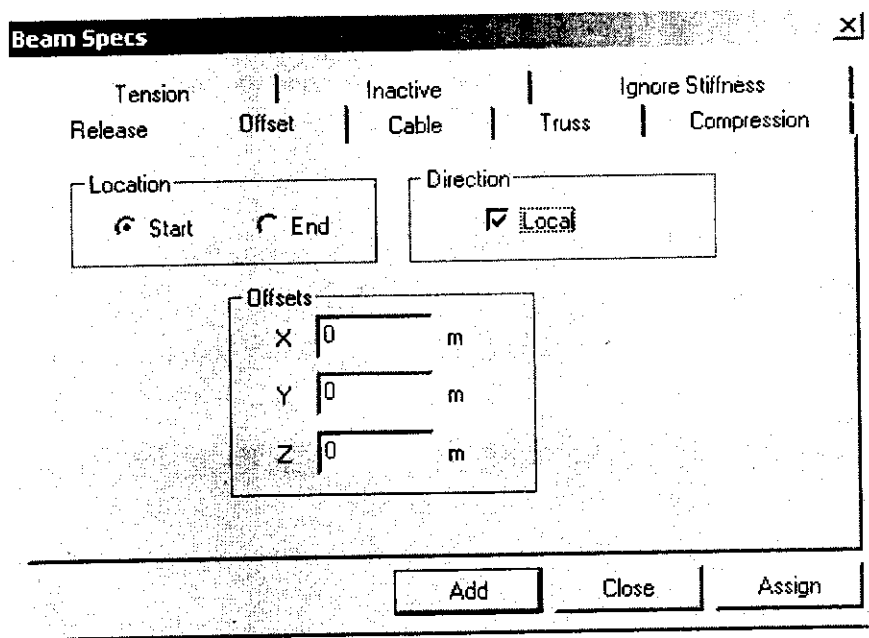 Beam Specs
Tension Inactive Ignore Stiffness
Release Offset Cable Truss Compression
Location Direction
Start End Local
Offsets
X 0 m
Y 0 m
Z 0 m
Add Close Assign